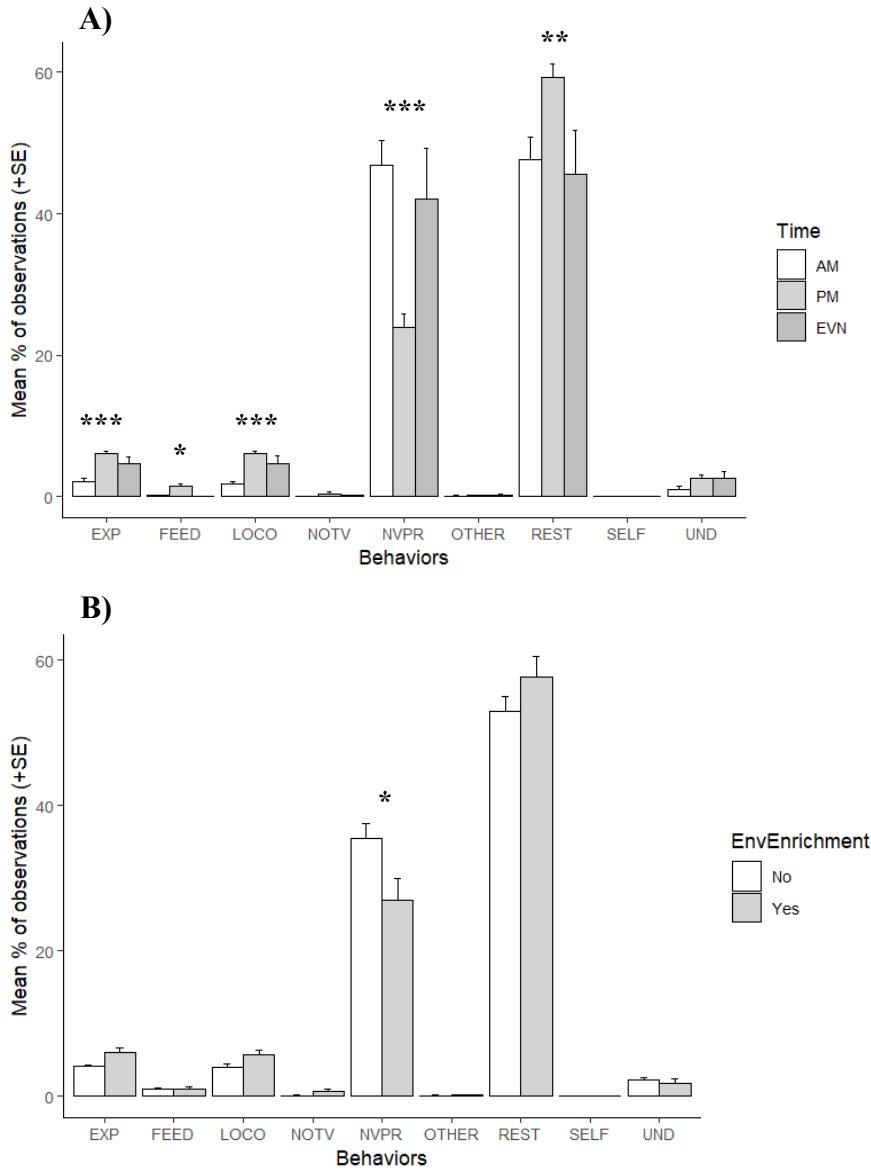 A)
Mean % of observations (+SE)
60
40
20
0
***
*
***
***
**
EXP FEED LOCO NOTV NVPR OTHER REST SELF UND
Behaviors
Time
AM
PM
EVN
B)
Mean % of observations (+SE)
60
40
20
0
*
EXP FEED LOCO NOTV NVPR OTHER REST SELF UND
Behaviors
EnvEnrichment
No
Yes